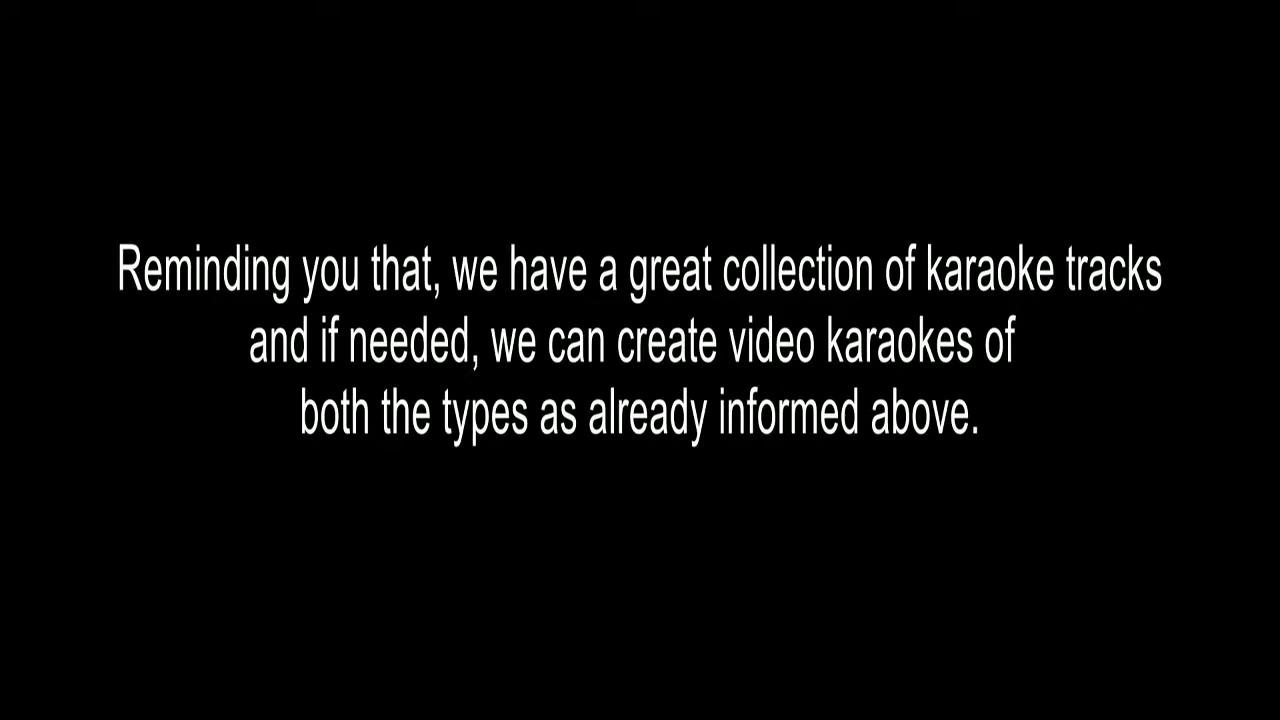 Reminding you that, we have a great collection of karaoke tracks
and if needed, we can create video karaokes of
both the types as already informed above.